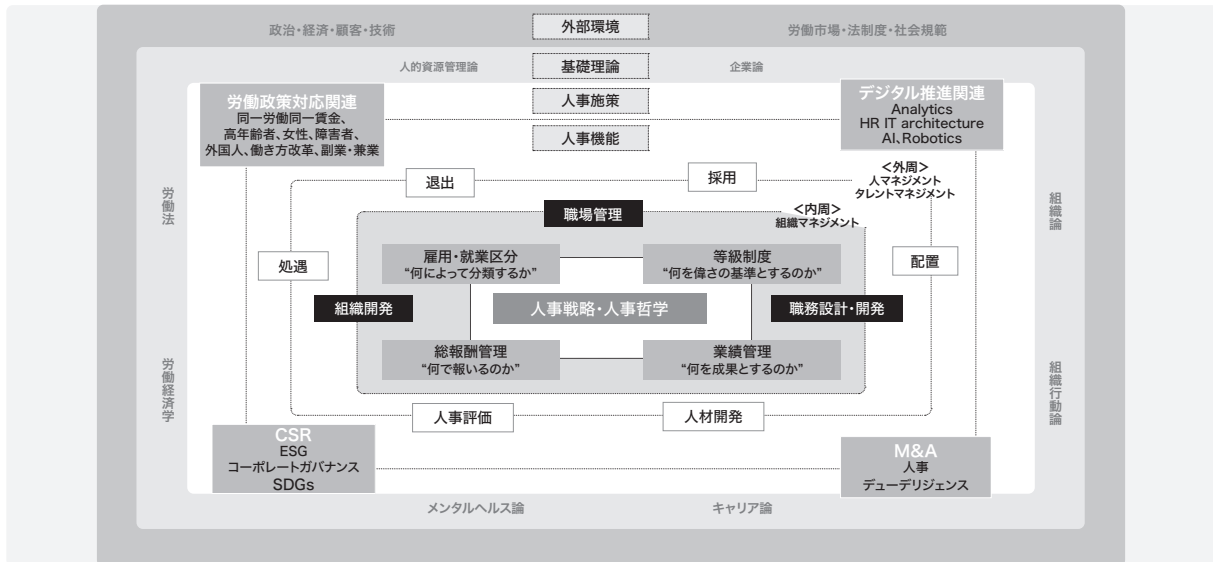 外部環境
政治・経済・顧客・技術
労働市場・法制度・社会規範
人的資源管理論
基礎理論
企業論
労働政策対応関連
同一労働同一賃金、
高年齢者、女性、障害者、
外国人、働き方改革、副業・兼業
人事施策
人事機能
デジタル推進関連
Analytics
HR IT architecture
AI、Robotics
退出
採用
<外周>
人マネジメント
タレントマネジメント
労働法
組織論
職場管理
<内周>
組織マネジメント
処遇
雇用・就業区分
“何によって分類するか”
等級制度
“何を偉さの基準とするのか”
配置
組織開発
人事戦略・人事哲学
職務設計・開発
総報酬管理
“何で報いるのか”
業績管理
“何を成果とするのか”
労働経済学
組織行動論
人事評価
人材開発
CSR
ESG
コーポレートガバナンス
SDGs
M&A
人事
デューデリジェンス
メンタルヘルス論
キャリア論